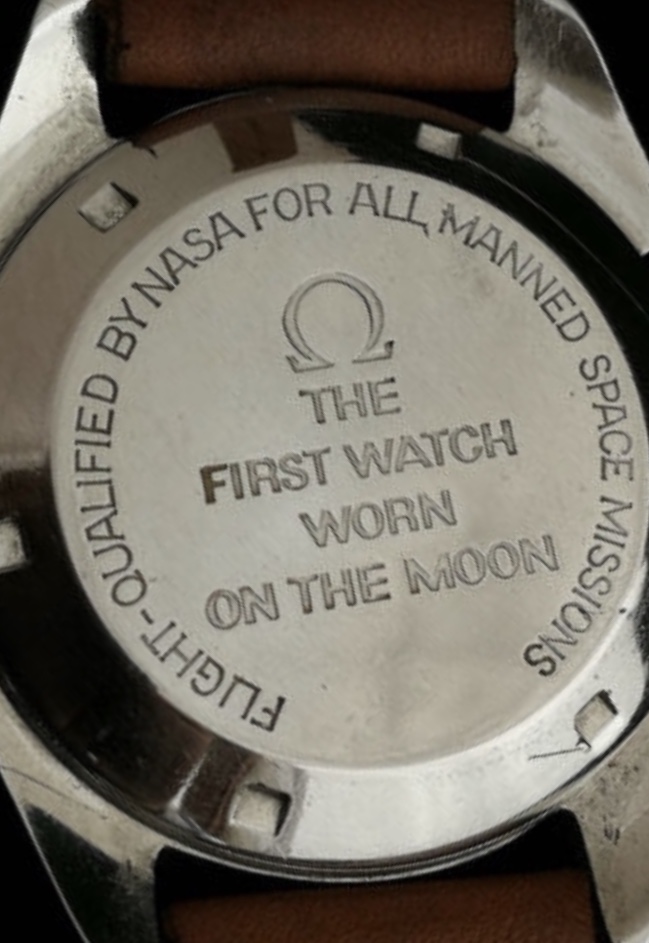 FLIGHT-QUALIFIED BY NASA FOR ALL MANNED SPACE MISSIONS
Ω
THE
FIRST WATCH
WORN
ON THE MOON